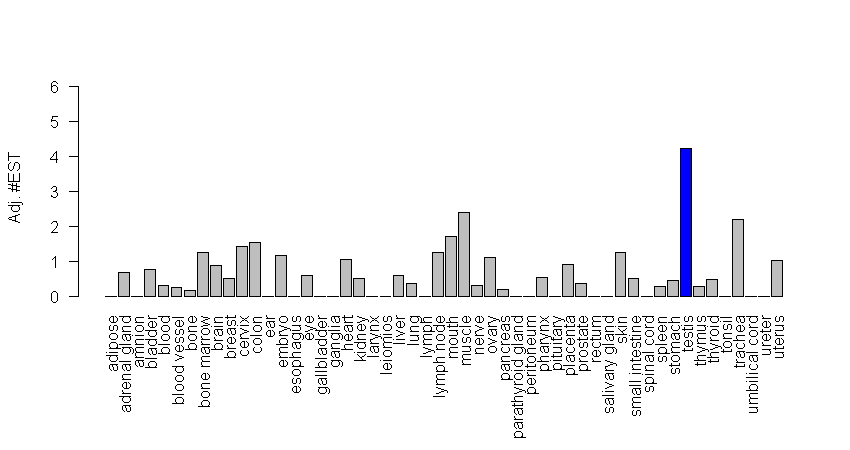 Adj. #EST
6
5
4
3
2
1
0
adipose
adrenal gland
amnion
bladder
blood
blood vessel
bone
bone marrow
brain
breast
cervix
colon
ear
embryo
esophagus
eye
gallbladder
ganglia
heart
kidney
larynx
leiomios
liver
lung
lymph
lymph node
mouth
muscle
nerve
ovary
pancreas
parathyroid gland
peritoneum
pharynx
pituitary
placenta
prostate
rectum
salivary gland
skin
small intestine
spinal cord
spleen
stomach
testis
thymus
thyroid
tonsil
trachea
umbilical cord
ureter
uterus